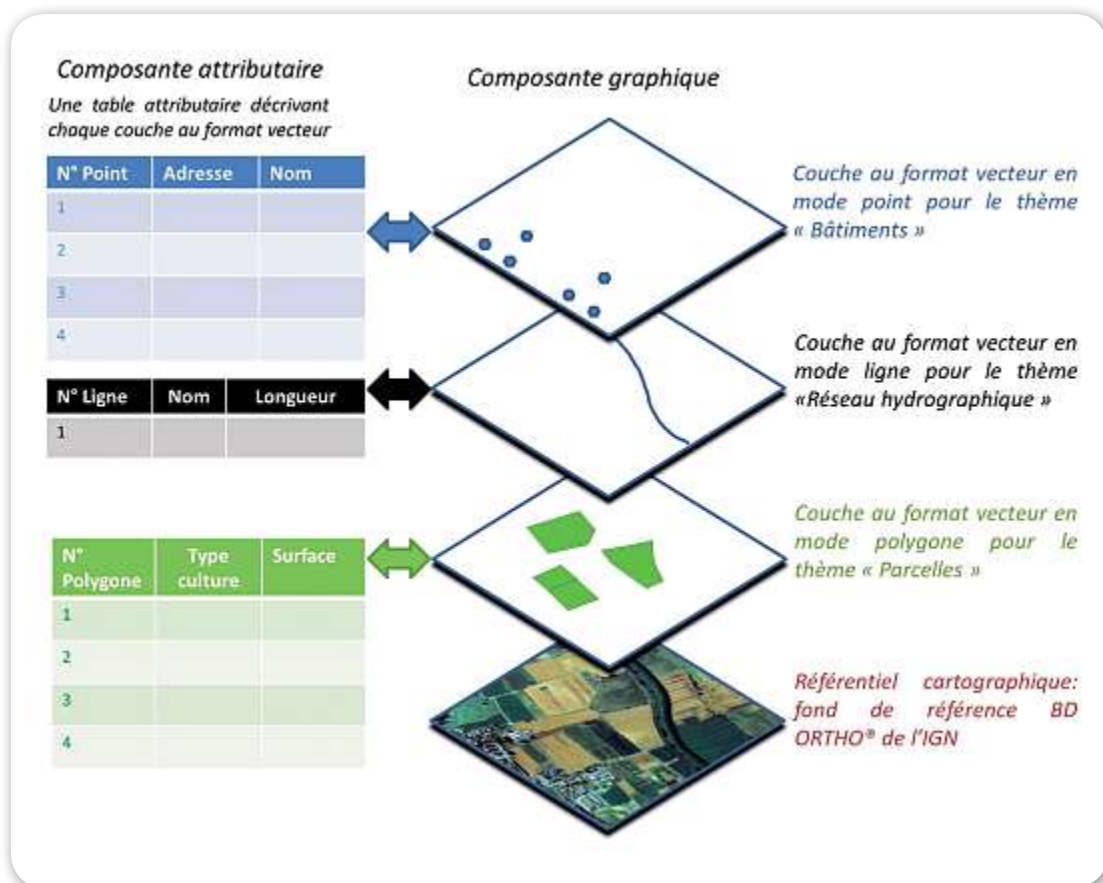 Composante attributaire
Une table attributaire décrivant
chaque couche au format vecteur
N° Point Adresse Nom
1
2
3
4
N° Ligne Nom Longueur
1
N° Polygone Type culture Surface
1
2
3
4
Composante graphique
Couche au format vecteur en
mode point pour le thème
« Bâtiments »
Couche au format vecteur en
mode ligne pour le thème
«Réseau hydrographique »
Couche au format vecteur en
mode polygone pour le
thème « Parcelles »
Référentiel cartographique:
fond de référence BD
ORTHO® de l'IGN